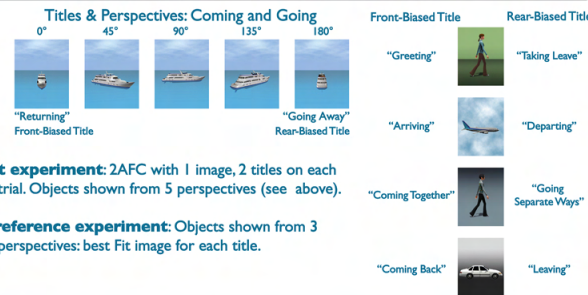 Titles & Perspectives: Coming and Going
0° 45° 90° 135° 180°
"Returning" "Going Away"
Front-Biased Title Rear-Biased Title
t experiment: 2AFC with 1 image, 2 titles on each
trial. Objects shown from 5 perspectives (see above).
reference experiment: Objects shown from 3
perspectives: best Fit image for each title.
Front-Biased Title Rear-Biased Title
"Greeting" "Taking Leave"
"Arriving" "Departing"
"Coming Together" "Going
Separate Ways"
"Coming Back" "Leaving"